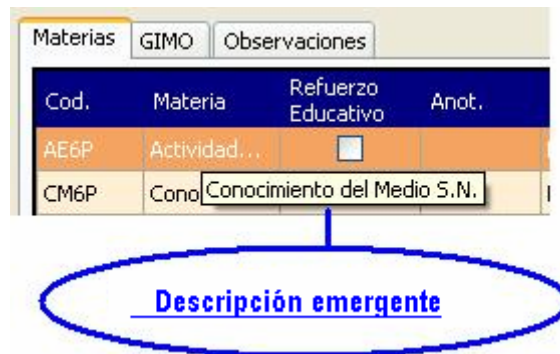 Materias GIMO Observaciones
Cod. Materia Refuerzo Educativo Anot.
AE6P Actividad...
CM6P Cono
Conocimiento del Medio S.N.
Descripción emergente